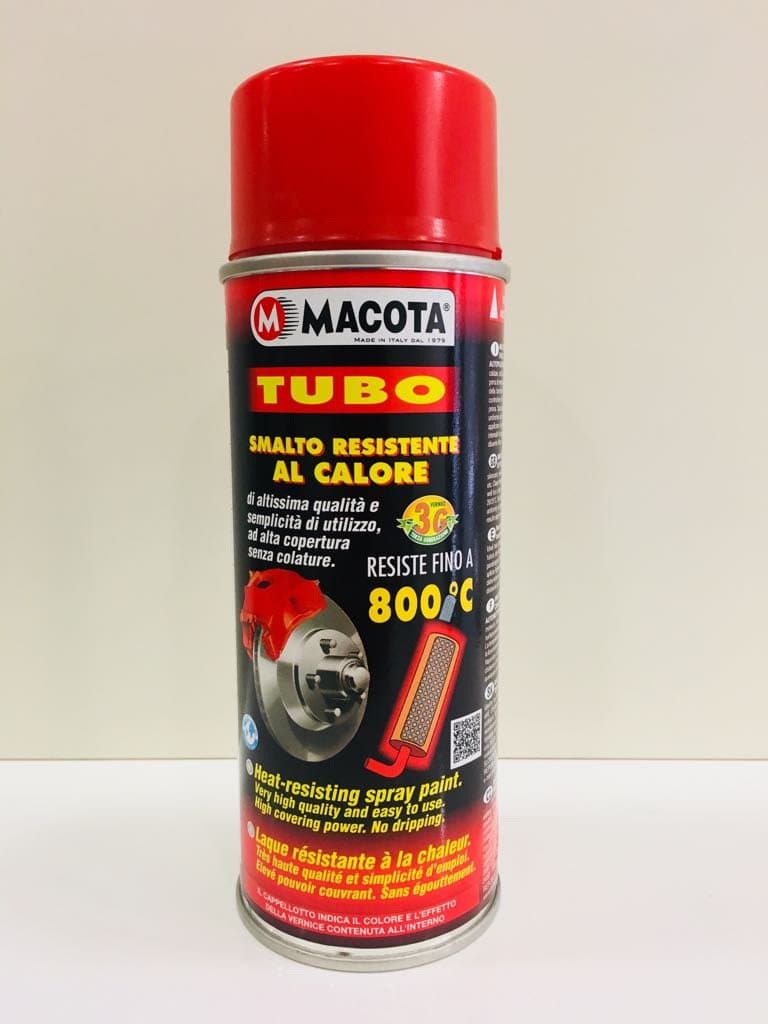 M MACOTA®
MADE IN ITALY DAL 1979
TUBO
SMALTO RESISTENTE
AL CALORE
di altissima qualità e
semplicità di utilizzo,
ad alta copertura
senza colature.
VERNICI
3G
TERZA GENERAZIONE
RESISTE FINO A
800°C
Heat-resisting spray paint.
Very high quality and easy to use.
High covering power. No dripping.
Laque résistante à la chaleur.
Très haute qualité et simplicité d'emploi.
Elevé pouvoir couvrant. Sans égouttement.
IL CAPPELLOTTO INDICA IL COLORE E L'EFFETTO
DELLA VERNICE CONTENUTA ALL'INTERNO